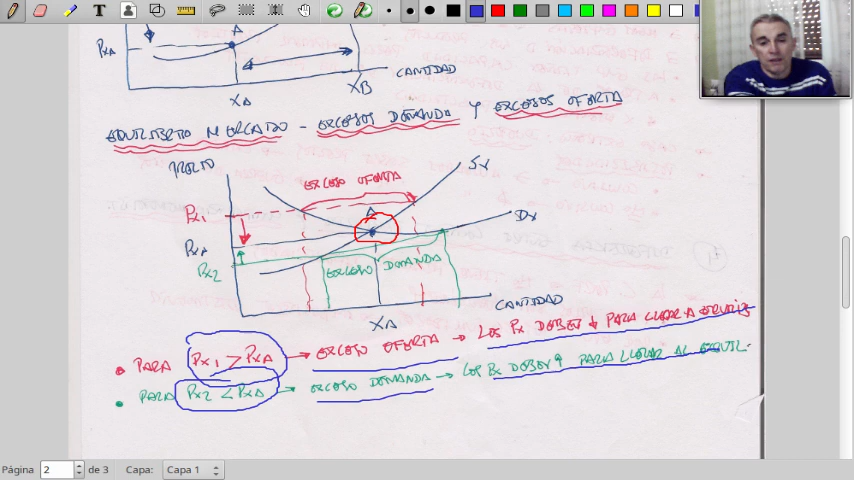 PXA
A
CANTIDAD
XA
XB
EQUILIBRIO MERCADO - EXCESOS DEMANDA Y EXCESOS OFERTA
PRECIO
SX
EXCESO OFERTA
PX1
A
DX
PXA
PX2
EXCESO DEMANDA
CANTIDAD
XA
• PARA PX1 > PXA → EXCESO OFERTA → LOS PX DEBEN ↓ PARA LLEGAR A EQUILIB
• PARA PX2 < PXA → EXCESO DEMANDA → LOS PX DEBEN ↑ PARA LLEGAR AL EQUIL.
Página 2 de 3 Capa: Capa 1